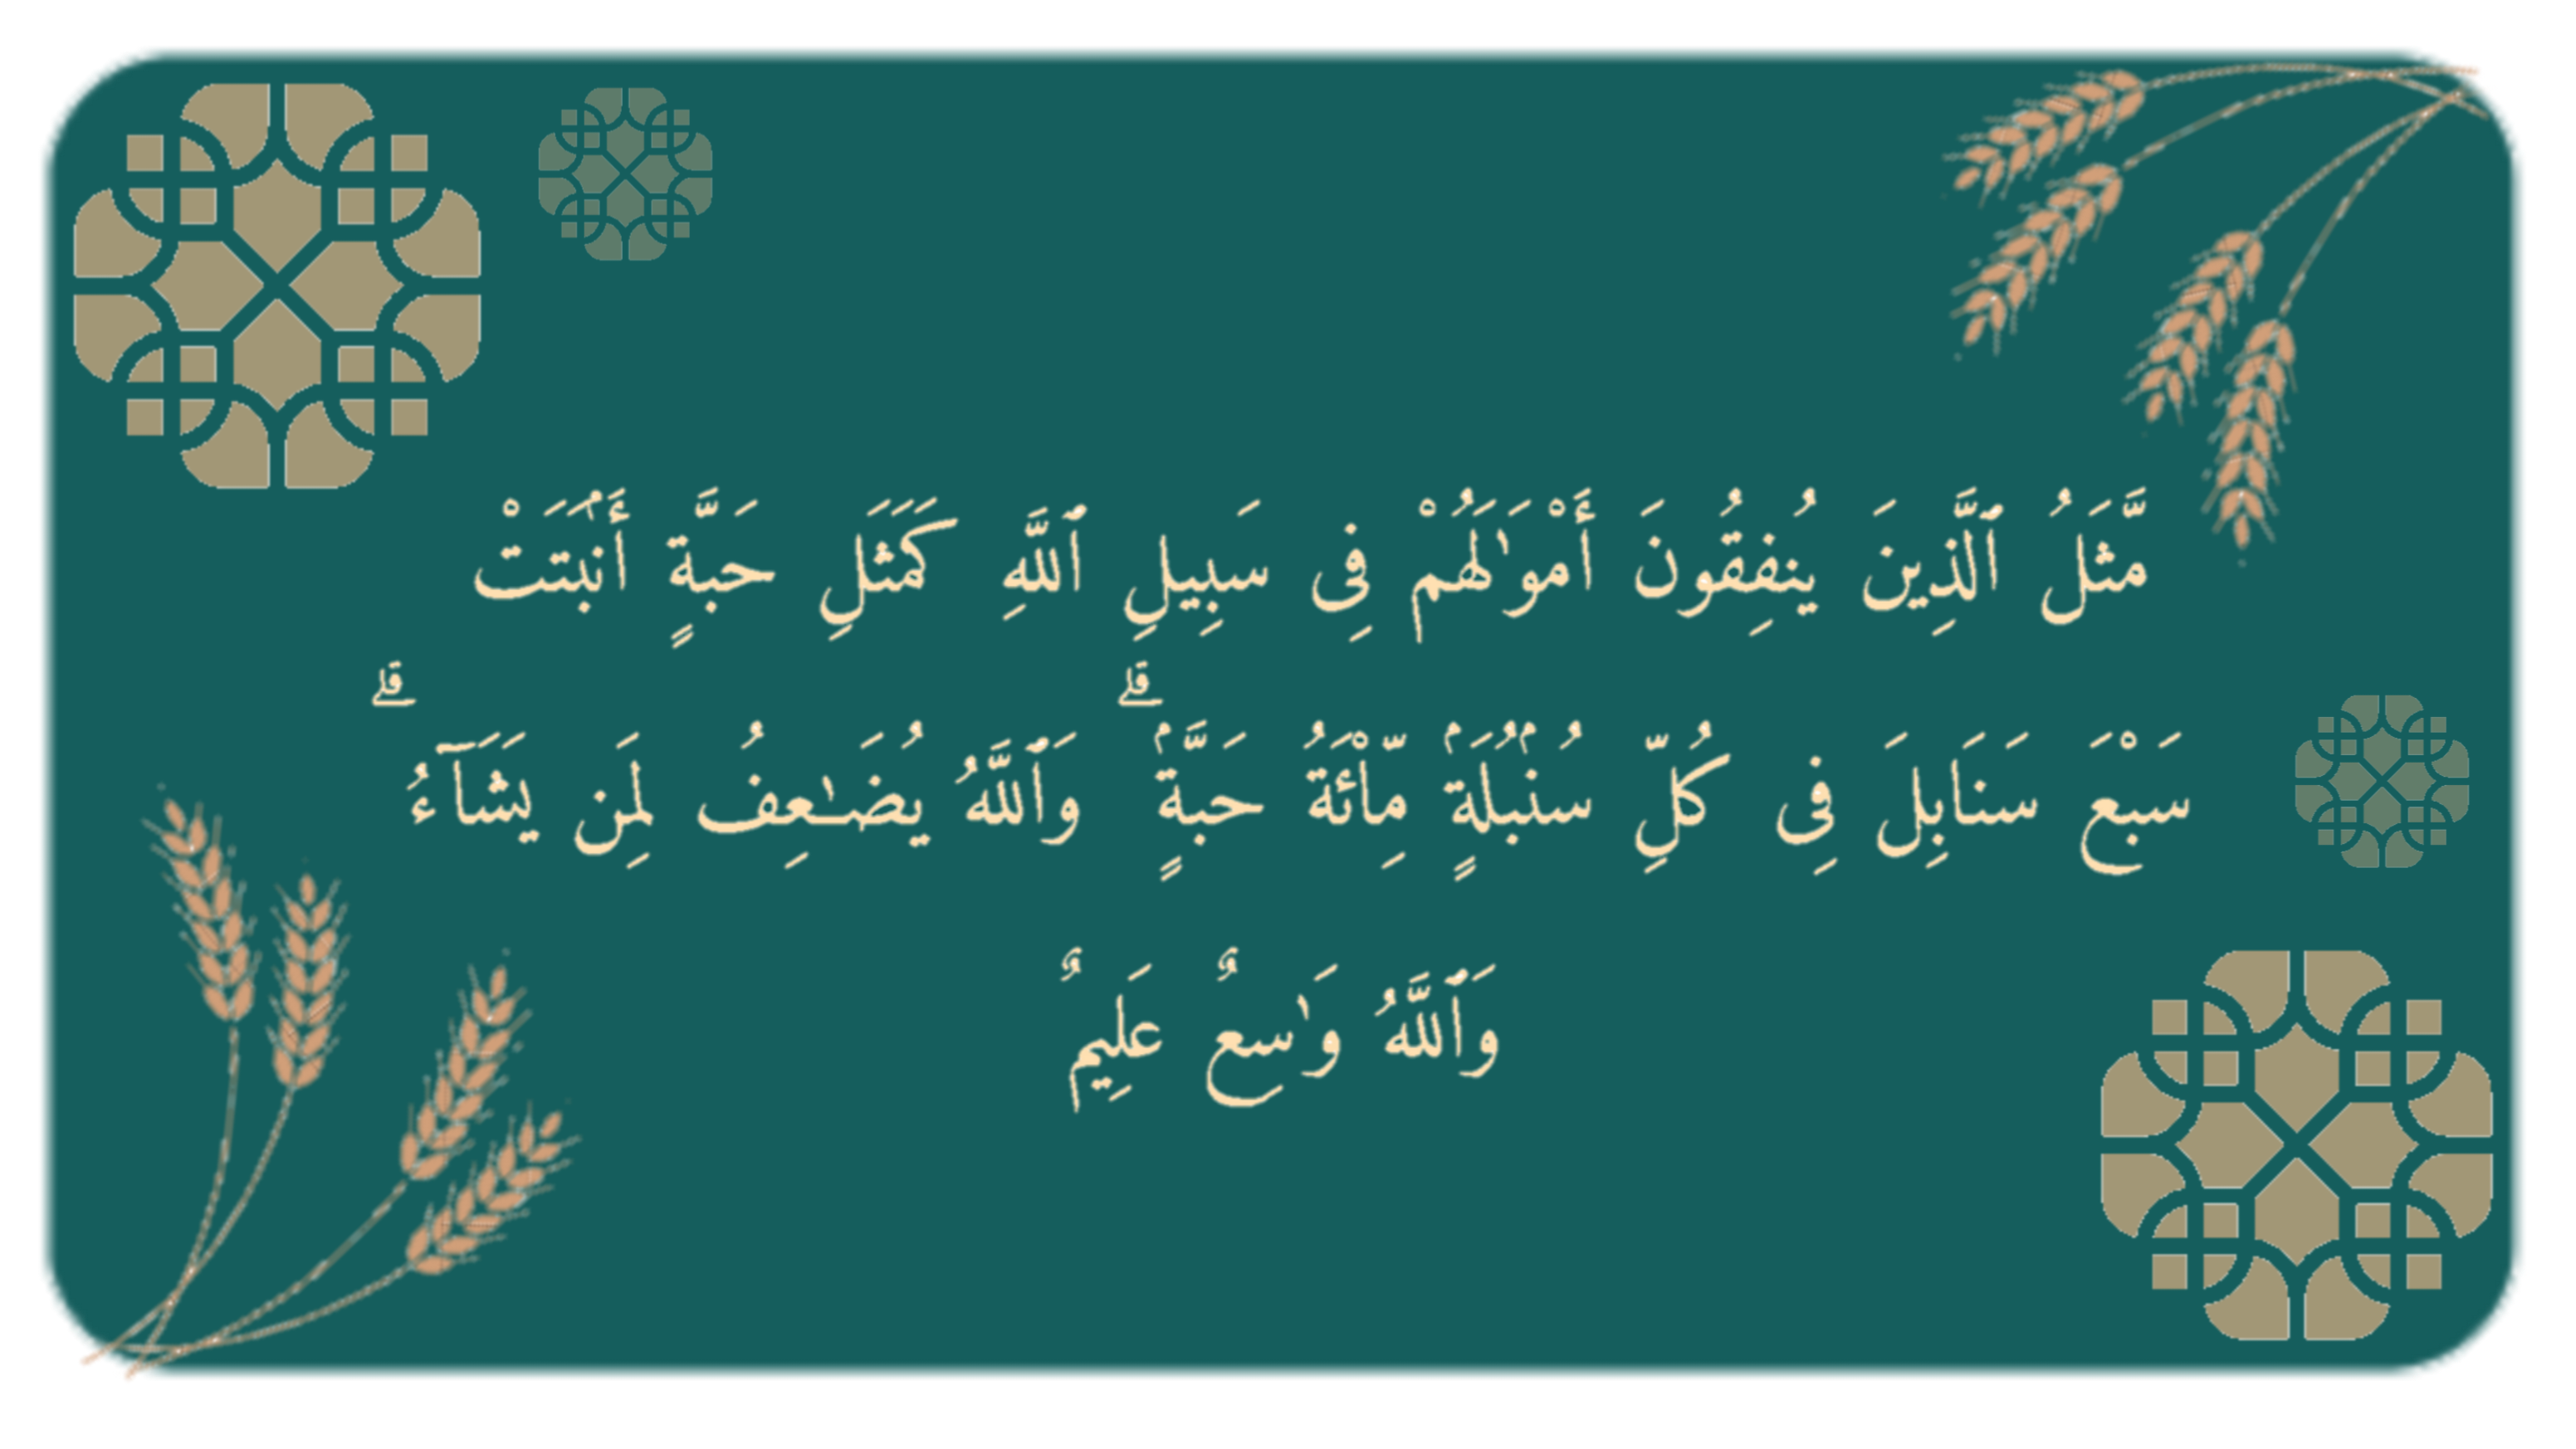 مَّثَلُ ٱلَّذِينَ يُنفِقُونَ أَمْوَٰلَهُمْ فِى سَبِيلِ ٱللَّهِ كَمَثَلِ حَبَّةٍ أَنۢبَتَتْ
سَبْعَ سَنَابِلَ فِى كُلِّ سُنۢبُلَةٍۢ مِّا۟ئَةُ حَبَّةٍۢ ۗ وَٱللَّهُ يُضَـٰعِفُ لِمَن يَشَآءُ ۗ
وَٱللَّهُ وَٰسِعٌ عَلِيمٌ